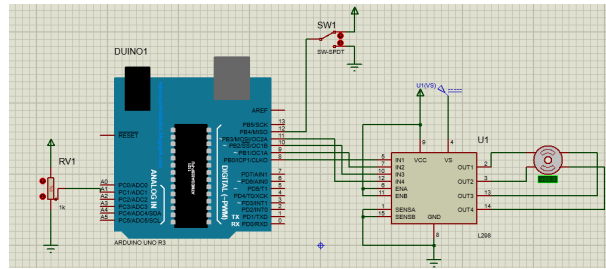 SW1
SW-SPDT
DUINO1
U1(VS)
AREF
13
PB5/SCK
12
PB4/MISO
11
~PB3/MOSI/OC2A
10
~PB2/SS/OC1B
9
~PB1/OC1A
8
PB0/ICP1/CLKO
RESET
7
PD7/AIN1
6
~PD6/AIN0
5
~PD5/T1
4
PD4/T0/XCK
3
~PD3/INT1
2
PD2/INT0
1
TX PD1/TXD
0
RX PD0/RXD
DIGITAL (~PWM)
ANALOG IN
A0
PC0/ADC0
A1
PC1/ADC1
A2
PC2/ADC2
A3
PC3/ADC3
A4
PC4/ADC4/SDA
A5
PC5/ADC5/SCL
ARDUINO UNO R3
RV1
1k
U1
9
4
5
IN1
7
IN2
10
IN3
12
IN4
6
ENA
11
ENB
1
SENSA
15
SENSB
VCC
VS
GND
8
OUT1
2
OUT2
3
OUT3
13
OUT4
14
L298